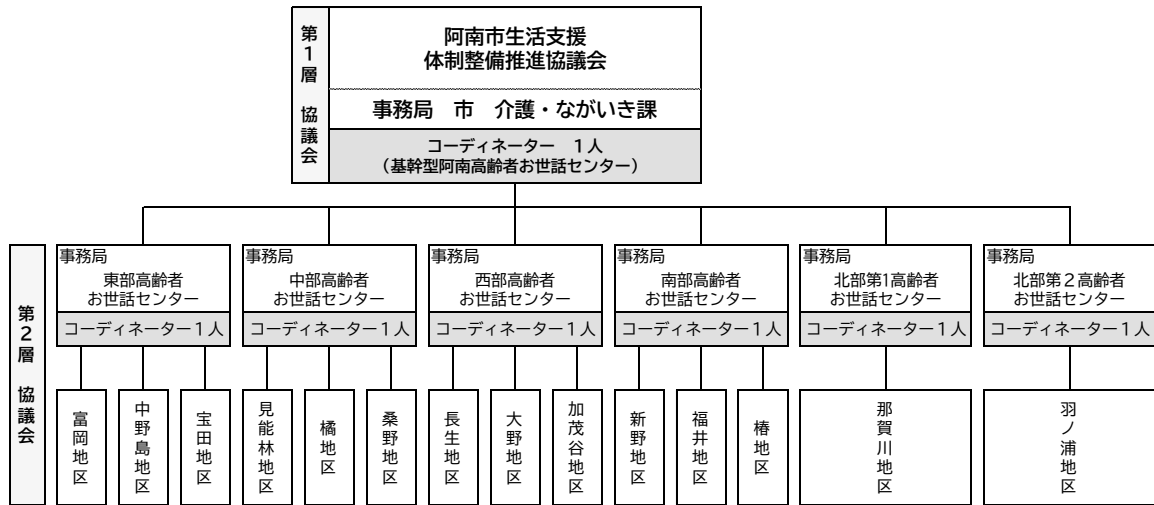 第1層　協議会
阿南市生活支援
体制整備推進協議会
事務局　市　介護・ながいき課
コーディネーター　1人
（基幹型阿南高齢者お世話センター）
第2層　協議会
事務局
東部高齢者
お世話センター
コーディネーター1人
富岡地区
中野島地区
宝田地区
事務局
中部高齢者
お世話センター
コーディネーター1人
見能林地区
橘地区
桑野地区
事務局
西部高齢者
お世話センター
コーディネーター1人
長生地区
大野地区
加茂谷地区
事務局
南部高齢者
お世話センター
コーディネーター1人
新野地区
福井地区
椿地区
事務局
北部第1高齢者
お世話センター
コーディネーター1人
那賀川地区
事務局
北部第2高齢者
お世話センター
コーディネーター1人
羽ノ浦地区